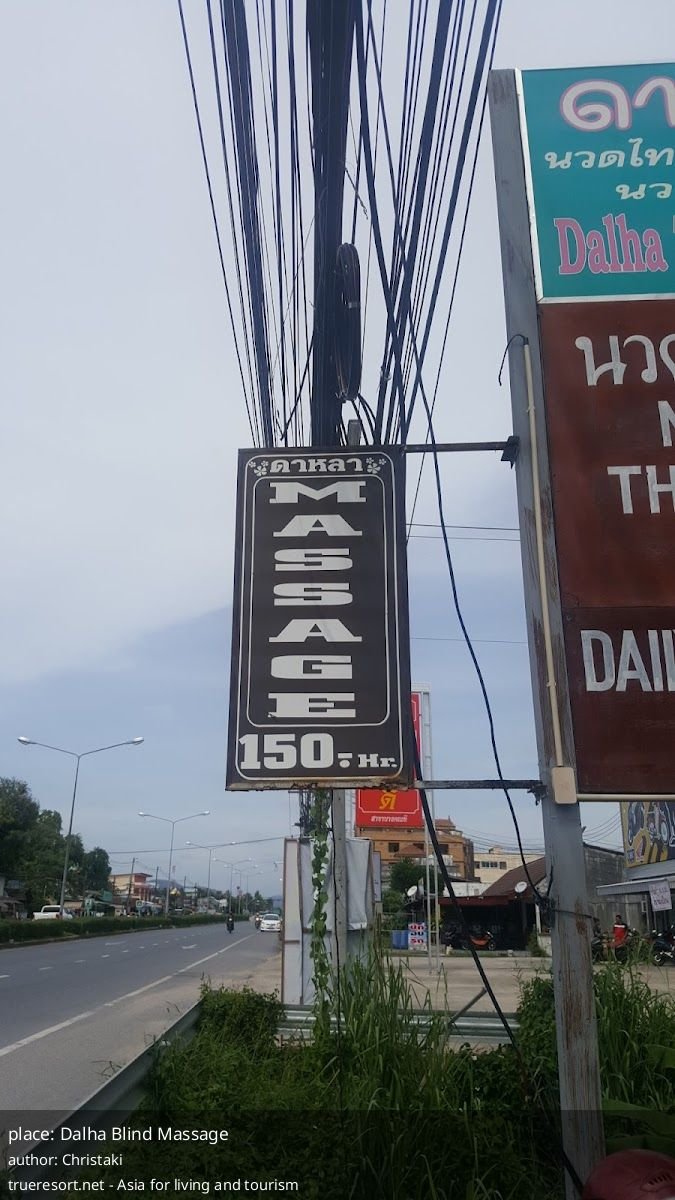 ดาหลา
MASSAGE
150.- Hr.
ดา
นวดไท
นว
Dalha
นวด
TH
DAIL
place: Dalha Blind Massage
author: Christaki
trueresort.net - Asia for living and tourism